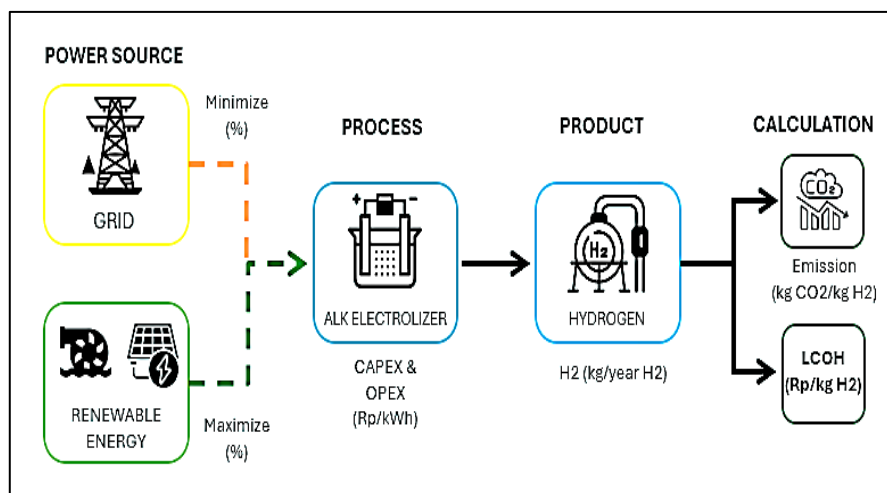 POWER SOURCE
Minimize
(%)
GRID
RENEWABLE
ENERGY
Maximize
(%)
PROCESS
+ -
ALK ELECTROLIZER
CAPEX &
OPEX
(Rp/kWh)
PRODUCT
H2
HYDROGEN
H2 (kg/year H2)
CALCULATION
CO2
Emission
(kg CO2/kg H2)
LCOH
(Rp/kg H2)